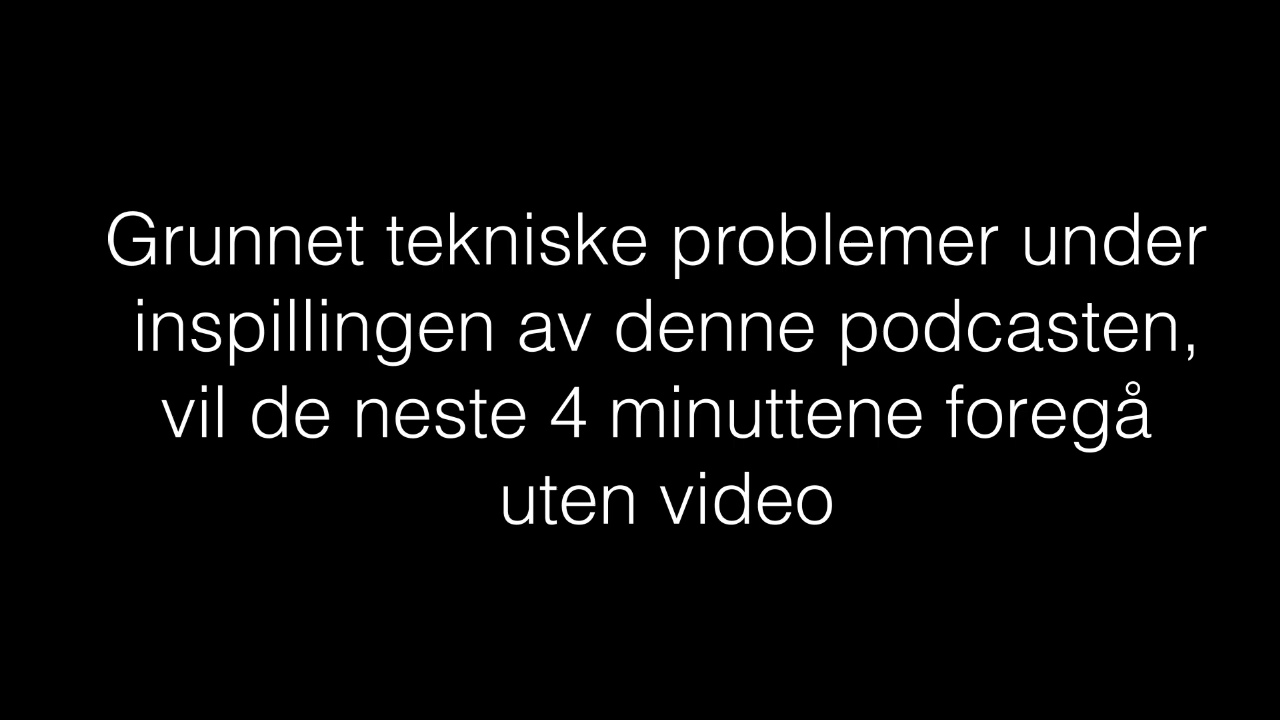 Grunnet tekniske problemer under
inspillingen av denne podcasten,
vil de neste 4 minuttene foregå
uten video